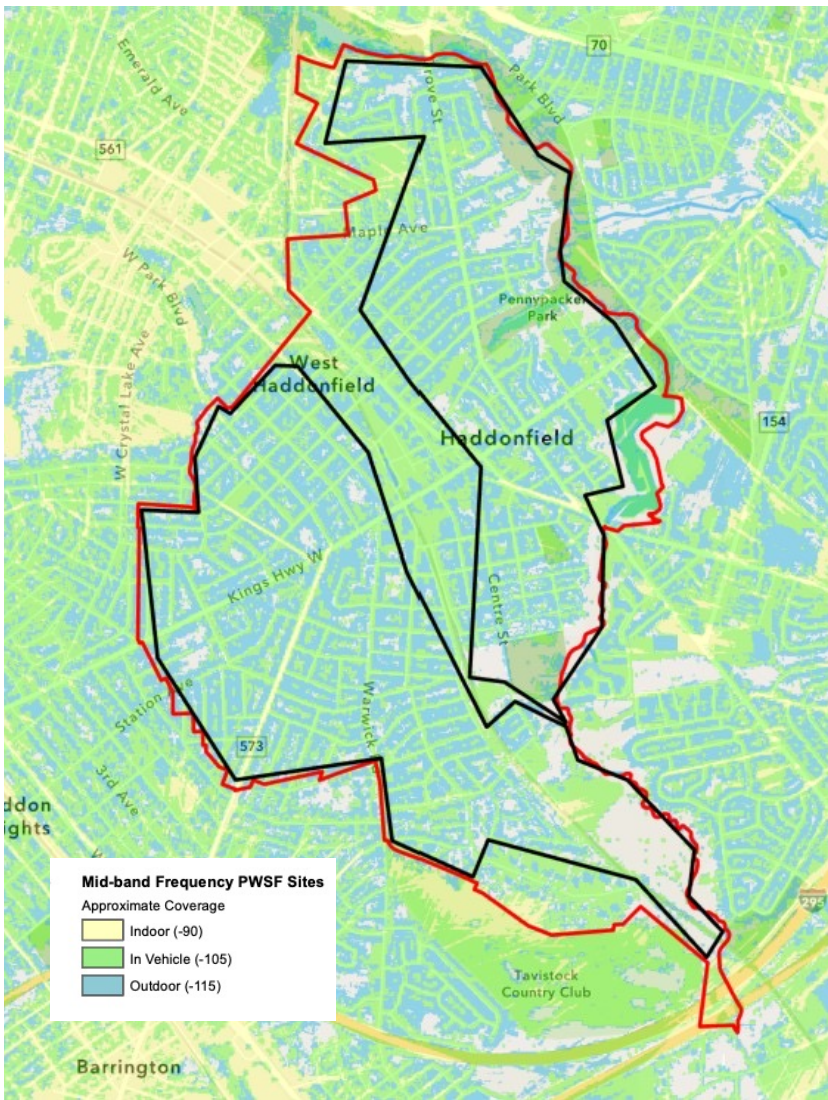 70
Emerald Ave
rove St
Park Blvd
561
Maple Ave
W Park Blvd
Pennypacker
Park
West
Haddonfield
W Crystal Lake Ave
154
Haddonfield
Kings Hwy W
Centre St
Station Ave
Warwick
573
3rd Ave
ddon
ights
W
Mid-band Frequency PWSF Sites
Approximate Coverage
Indoor (-90)
In Vehicle (-105)
Outdoor (-115)
295
Tavistock
Country Club
Barrington